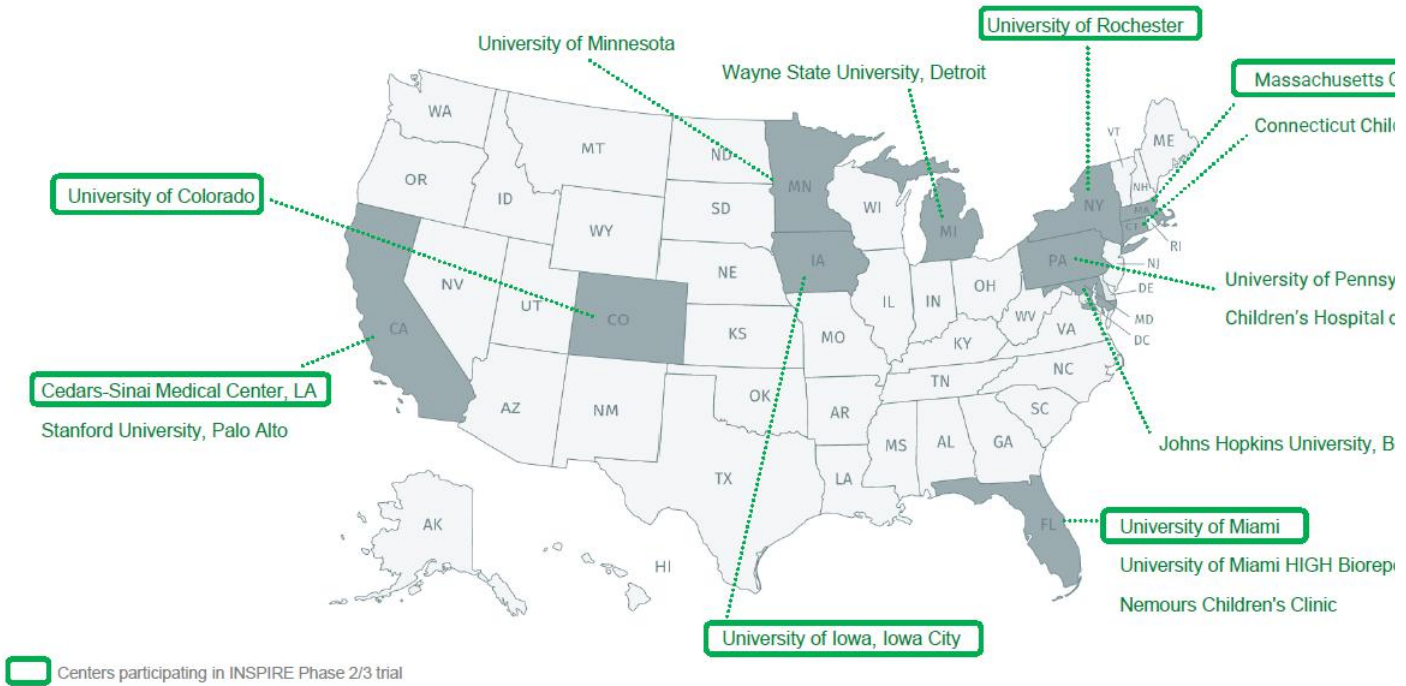 University of Rochester
University of Minnesota
Wayne State University, Detroit
Massachusetts
Connecticut
University of Colorado
University of
Children's Hospital
Cedars-Sinai Medical Center, LA
Stanford University, Palo Alto
Johns Hopkins University,
University of Miami
University of Miami HIGH
Nemours Children's Clinic
University of Iowa, Iowa City
Centers participating in INSPIRE Phase 2/3 trial
WA
OR
CA
ID
NV
MT
WY
UT
AZ
CO
NM
ND
SD
NE
KS
OK
TX
MN
IA
MO
AR
LA
WI
IL
MI
IN
OH
KY
TN
MS
AL
GA
FL
SC
NC
VA
WV
PA
NY
VT
NH
ME
MA
CT
RI
NJ
DE
MD
DC
AK
HI